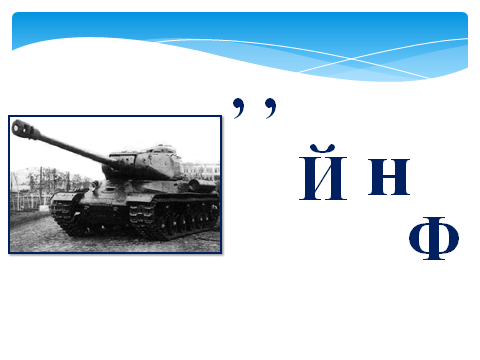 , ,
Й н
Ф